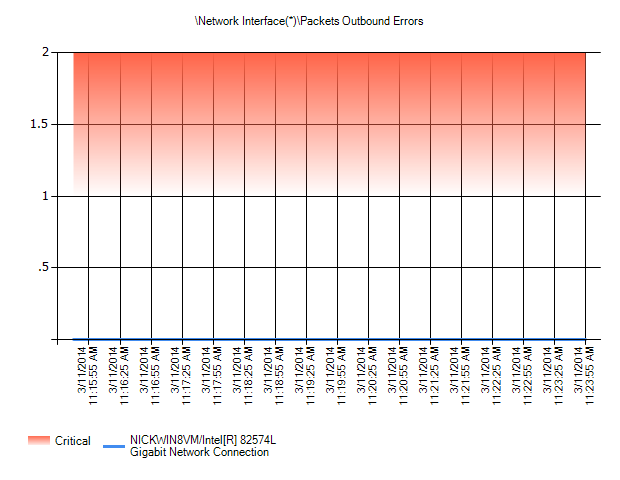 \Network Interface(*)\Packets Outbound Errors
2
1.5
1
.5
3/11/2014
11:15:55 AM
3/11/2014
11:16:25 AM
3/11/2014
11:16:55 AM
3/11/2014
11:17:25 AM
3/11/2014
11:17:55 AM
3/11/2014
11:18:25 AM
3/11/2014
11:18:55 AM
3/11/2014
11:19:25 AM
3/11/2014
11:19:55 AM
3/11/2014
11:20:25 AM
3/11/2014
11:20:55 AM
3/11/2014
11:21:25 AM
3/11/2014
11:21:55 AM
3/11/2014
11:22:25 AM
3/11/2014
11:22:55 AM
3/11/2014
11:23:25 AM
3/11/2014
11:23:55 AM
Critical
NICKWIN8VM/Intel[R] 82574L
Gigabit Network Connection